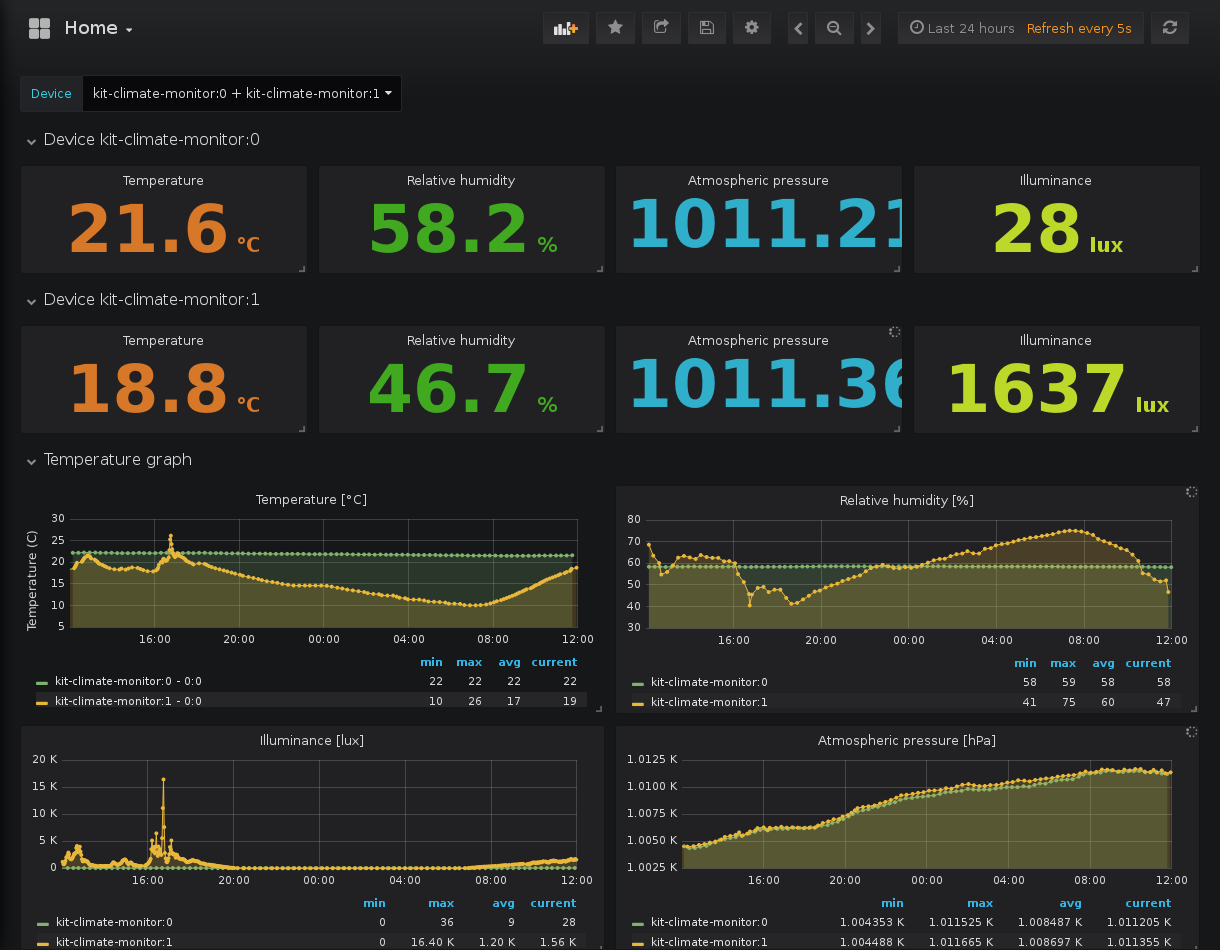 Home
Last 24 hours Refresh every 5s
Device kit-climate-monitor:0 + kit-climate-monitor:1
Device kit-climate-monitor:0
Temperature Relative humidity Atmospheric pressure Illuminance
21.6 °C 58.2 % 1011.21 28 lux
Device kit-climate-monitor:1
Temperature Relative humidity Atmospheric pressure Illuminance
18.8 °C 46.7 % 1011.36 1637 lux
Temperature graph
Temperature [°C]
Temperature (C)
30
25
20
15
10
5
16:00 20:00 00:00 04:00 08:00 12:00
min max avg current
kit-climate-monitor:0 - 0:0 22 22 22 22
kit-climate-monitor:1 - 0:0 10 26 17 19
Relative humidity [%]
80
70
60
50
40
30
16:00 20:00 00:00 04:00 08:00 12:00
min max avg current
kit-climate-monitor:0 58 59 58 58
kit-climate-monitor:1 41 75 60 47
Illuminance [lux]
20 K
15 K
10 K
5 K
0
16:00 20:00 00:00 04:00 08:00 12:00
min max avg current
kit-climate-monitor:0 0 36 9 28
kit-climate-monitor:1 0 16.40 K 1.20 K 1.56 K
Atmospheric pressure [hPa]
1.0125 K
1.0100 K
1.0075 K
1.0050 K
1.0025 K
16:00 20:00 00:00 04:00 08:00 12:00
min max avg current
kit-climate-monitor:0 1.004353 K 1.011525 K 1.008487 K 1.011205 K
kit-climate-monitor:1 1.004488 K 1.011665 K 1.008697 K 1.011355 K